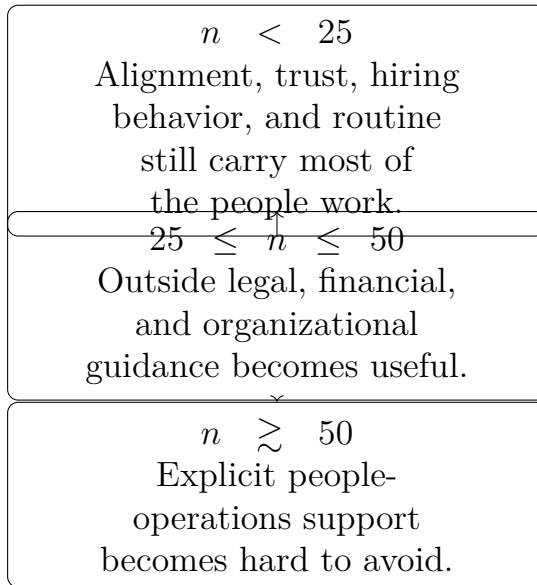 n < 25
Alignment, trust, hiring
behavior, and routine
still carry most of
the people work.
25 ≤ n ≤ 50
Outside legal, financial,
and organizational
guidance becomes useful.
n ≳ 50
Explicit people-
operations support
becomes hard to avoid.